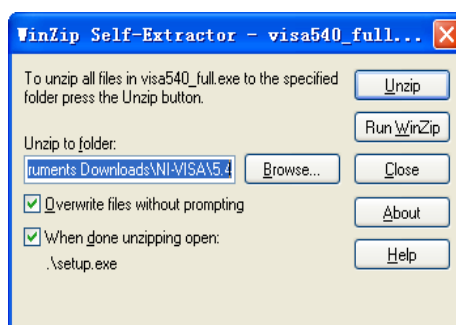 WinZip Self-Extractor - visa540_full...
To unzip all files in visa540_full.exe to the specified
folder press the Unzip button.
Unzip to folder:
ruments Downloads\NI-VISA\5.4
Browse...
Overwrite files without prompting
When done unzipping open:
.\setup.exe
Unzip
Run WinZip
Close
About
Help